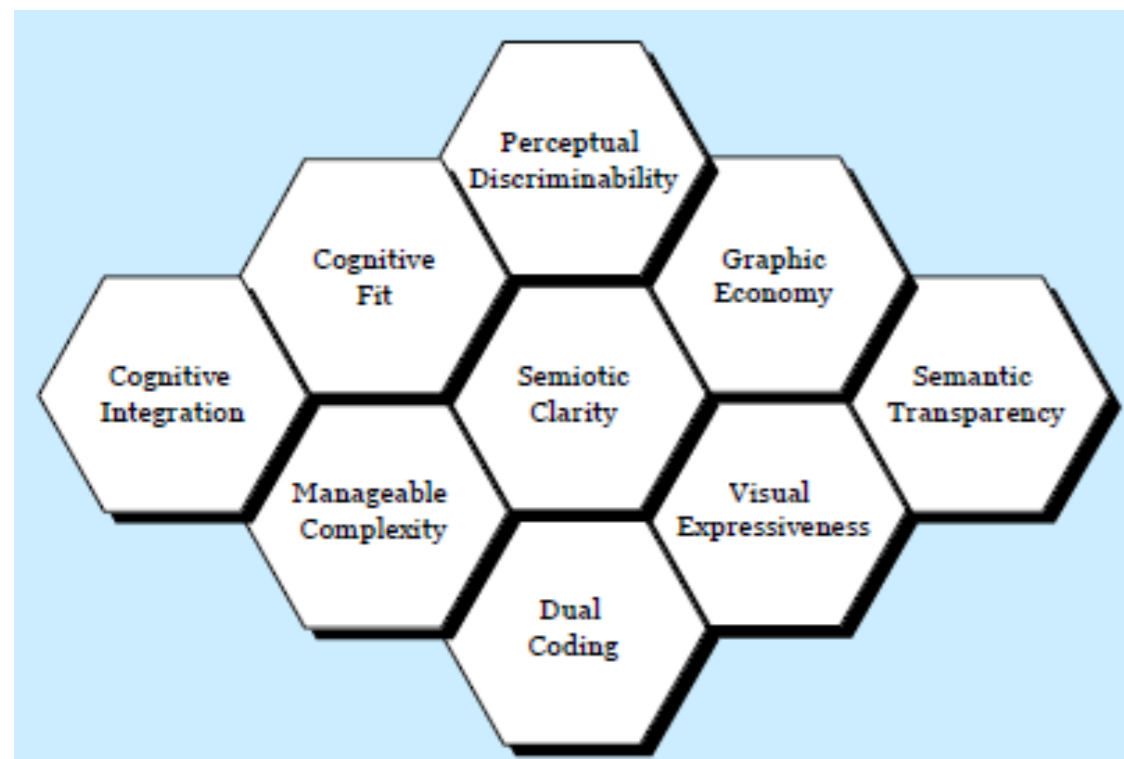 Perceptual
Discriminability
Cognitive
Fit
Graphic
Economy
Cognitive
Integration
Semiotic
Clarity
Semantic
Transparency
Manageable
Complexity
Visual
Expressiveness
Dual
Coding